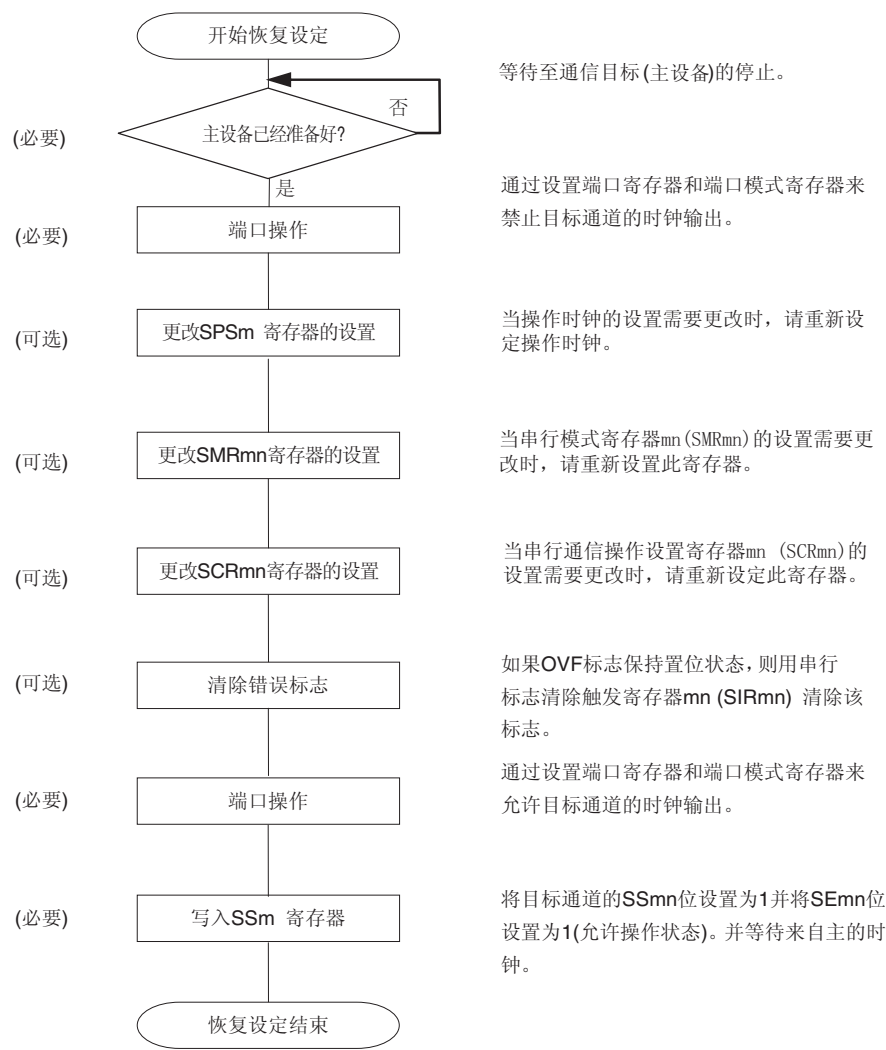 开始恢复设定
等待至通信目标(主设备)的停止。
否
(必要)
主设备已经准备好?
是
通过设置端口寄存器和端口模式寄存器来
禁止目标通道的时钟输出。
(必要)
端口操作
(可选)
更改SPSm 寄存器的设置
当操作时钟的设置需要更改时，请重新设
定操作时钟。
(可选)
更改SMRmn寄存器的设置
当串行模式寄存器mn(SMRmn)的设置需要更
改时，请重新设置此寄存器。
(可选)
更改SCRmn寄存器的设置
当串行通信操作设置寄存器mn (SCRmn)的
设置需要更改时，请重新设定此寄存器。
(可选)
清除错误标志
如果OVF标志保持置位状态，则用串行
标志清除触发寄存器mn (SIRmn) 清除该
标志。
(必要)
端口操作
通过设置端口寄存器和端口模式寄存器来
允许目标通道的时钟输出。
(必要)
写入SSm 寄存器
将目标通道的SSmn位设置为1并将SEmn位
设置为1(允许操作状态)。并等待来自主的时
钟。
恢复设定结束